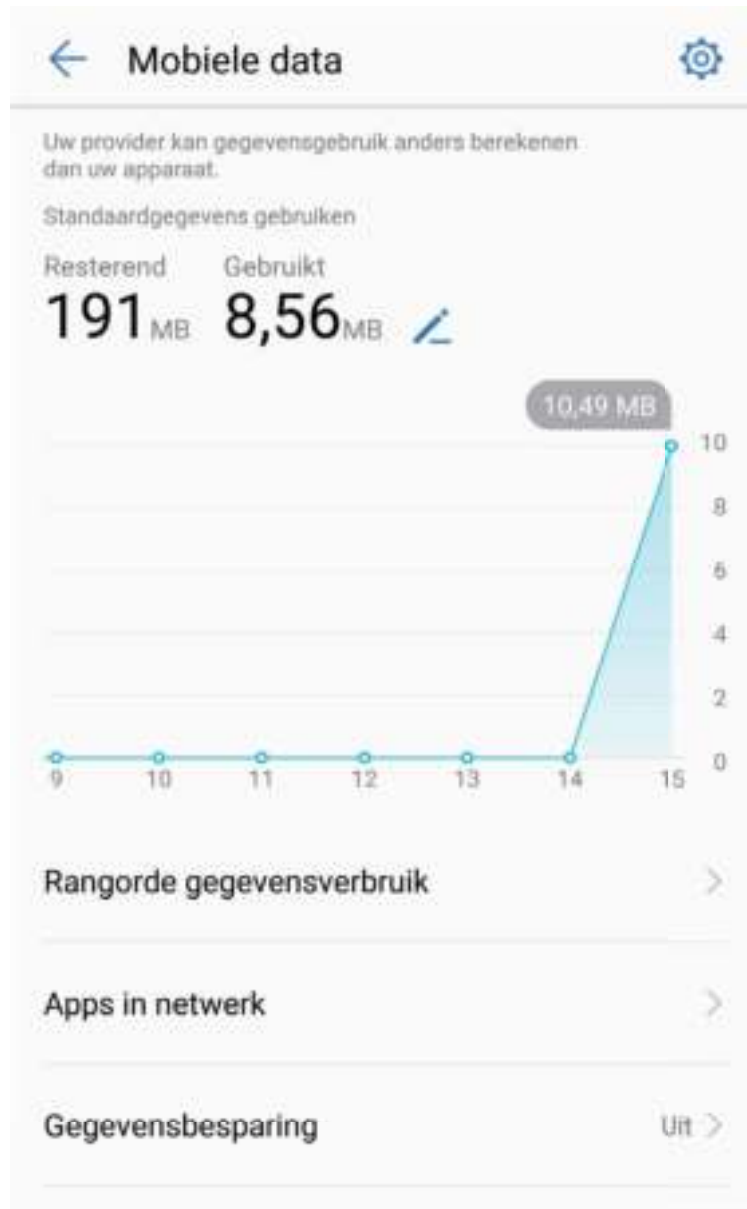 Mobiele data
Uw provider kan gegevensgebruik anders berekenen
dan uw apparaat.
Standaardgegevens gebruiken
Resterend Gebruikt
191 MB 8,56 MB
10,49 MB
10
8
6
4
2
0
9 10 11 12 13 14 15
Rangorde gegevensverbruik
Apps in netwerk
Gegevensbesparing Uit